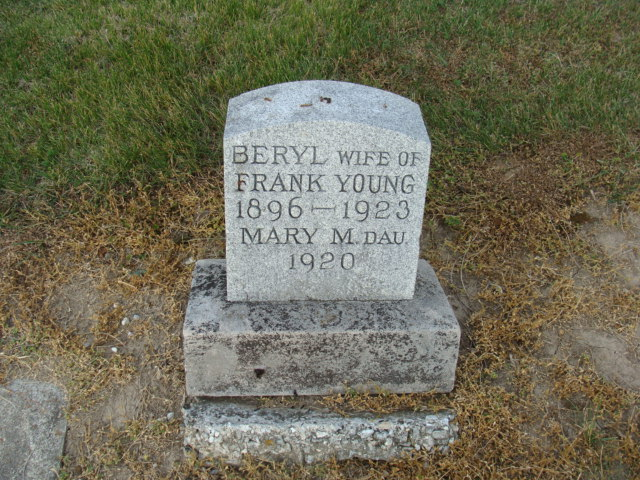 BERYL WIFE OF
FRANK YOUNG
1896 — 1923
MARY M. DAU.
1920